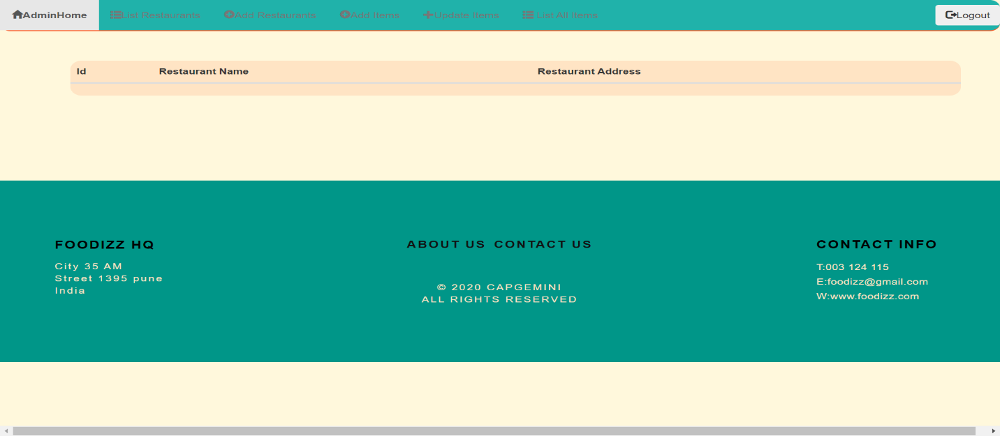 AdminHome List Restaurants Add Restaurants Add Items Update Items List All Items Logout
Id Restaurant Name Restaurant Address
FOODIZZ HQ
City 35 AM
Street 1395 pune
India
ABOUT US CONTACT US
© 2020 CAPGEMINI
ALL RIGHTS RESERVED
CONTACT INFO
T:003 124 115
E:foodizz@gmail.com
W:www.foodizz.com